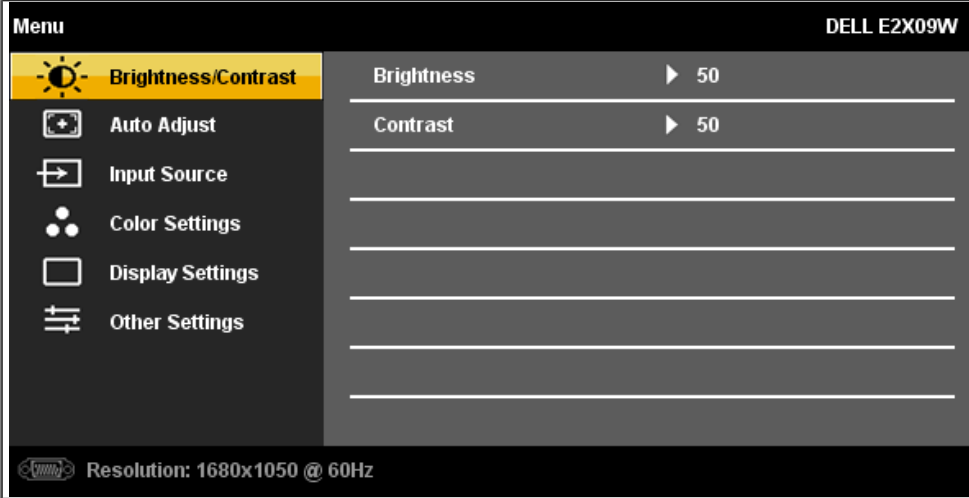 Menu DELL E2X09W
Brightness/Contrast Brightness 50
Auto Adjust Contrast 50
Input Source
Color Settings
Display Settings
Other Settings
Resolution: 1680x1050 @ 60Hz